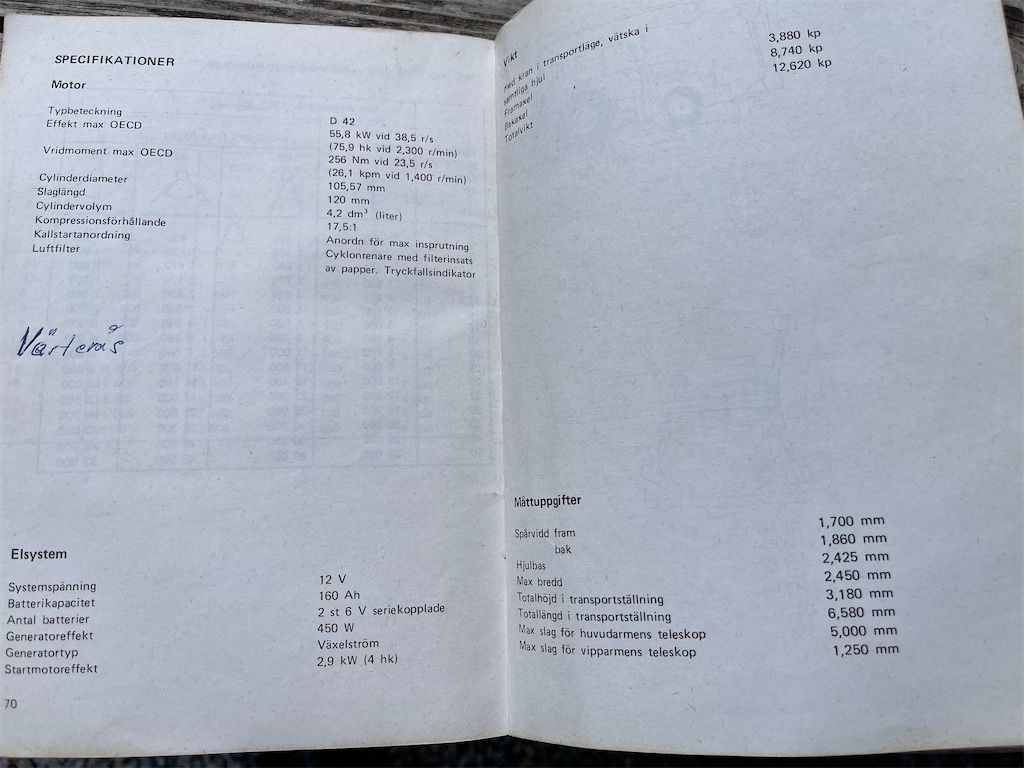 SPECIFIKATIONER
Motor
Typbeteckning D 42
Effekt max OECD 55,8 kW vid 38,5 r/s
(75,9 hk vid 2,300 r/min)
Vridmoment max OECD 256 Nm vid 23,5 r/s
(26,1 kpm vid 1,400 r/min)
Cylinderdiameter 105,57 mm
Slaglängd 120 mm
Cylindervolym 4,2 dm³ (liter)
Kompressionsförhållande 17,5:1
Kallstartanordning Anordn för max insprutning
Luftfilter Cyklonrenare med filterinsats
av papper. Tryckfallsindikator
Elsystem
Systemspänning 12 V
Batterikapacitet 160 Ah
Antal batterier 2 st 6 V seriekopplade
Generatoreffekt 450 W
Generatortyp Växelström
Startmotoreffekt 2,9 kW (4 hk)
70
Vikt
med kran i transportläge, vätska i
samtliga hjul
Framaxel 3,880 kp
Bakaxel 8,740 kp
Totalvikt 12,620 kp
Måttuppgifter
Spårvidd fram 1,700 mm
bak 1,860 mm
Hjulbas 2,425 mm
Max bredd 2,450 mm
Totalhöjd i transportställning 3,180 mm
Totallängd i transportställning 6,580 mm
Max slag för huvudarmens teleskop 5,000 mm
Max slag för vipparmens teleskop 1,250 mm